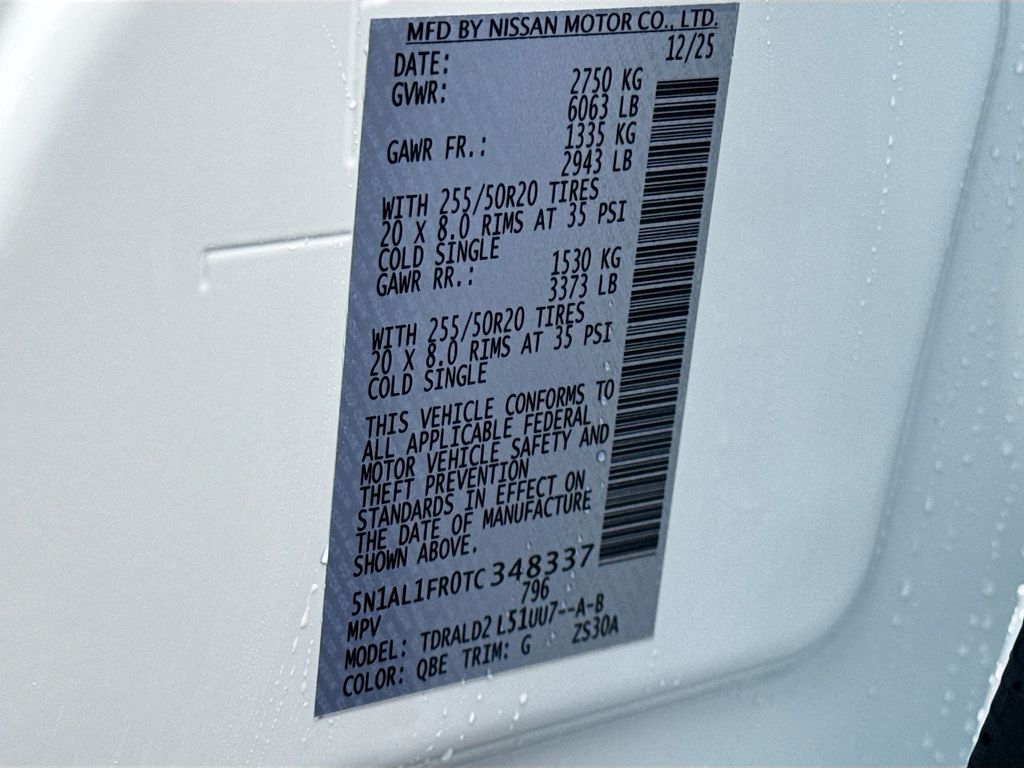 MFD BY NISSAN MOTOR CO., LTD.
DATE: 12/25
GVWR: 2750 KG
6063 LB
GAWR FR.: 1335 KG
2943 LB
WITH 255/50R20 TIRES
20 X 8.0 RIMS AT 35 PSI
COLD SINGLE
GAWR RR.: 1530 KG
3373 LB
WITH 255/50R20 TIRES
20 X 8.0 RIMS AT 35 PSI
COLD SINGLE
THIS VEHICLE CONFORMS TO
ALL APPLICABLE FEDERAL
MOTOR VEHICLE SAFETY AND
THEFT PREVENTION
STANDARDS IN EFFECT ON
THE DATE OF MANUFACTURE
SHOWN ABOVE.
5N1AL1FR0TC348337
MPV 796
MODEL: TDRALD2 L51UU7--A-B
COLOR: QBE TRIM: G ZS30A